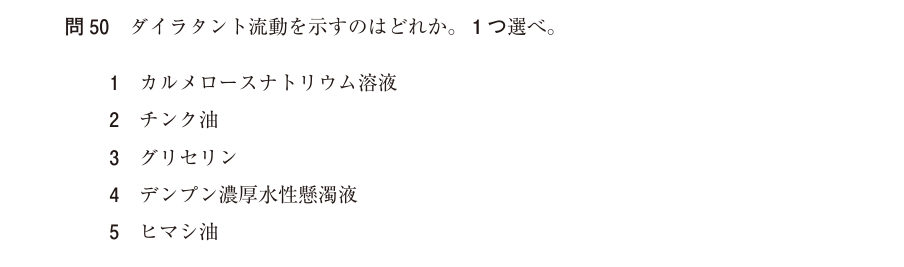 問50　ダイラタント流動を示すのはどれか。1つ選べ。
1　カルメロースナトリウム溶液
2　チンク油
3　グリセリン
4　デンプン濃厚水性懸濁液
5　ヒマシ油